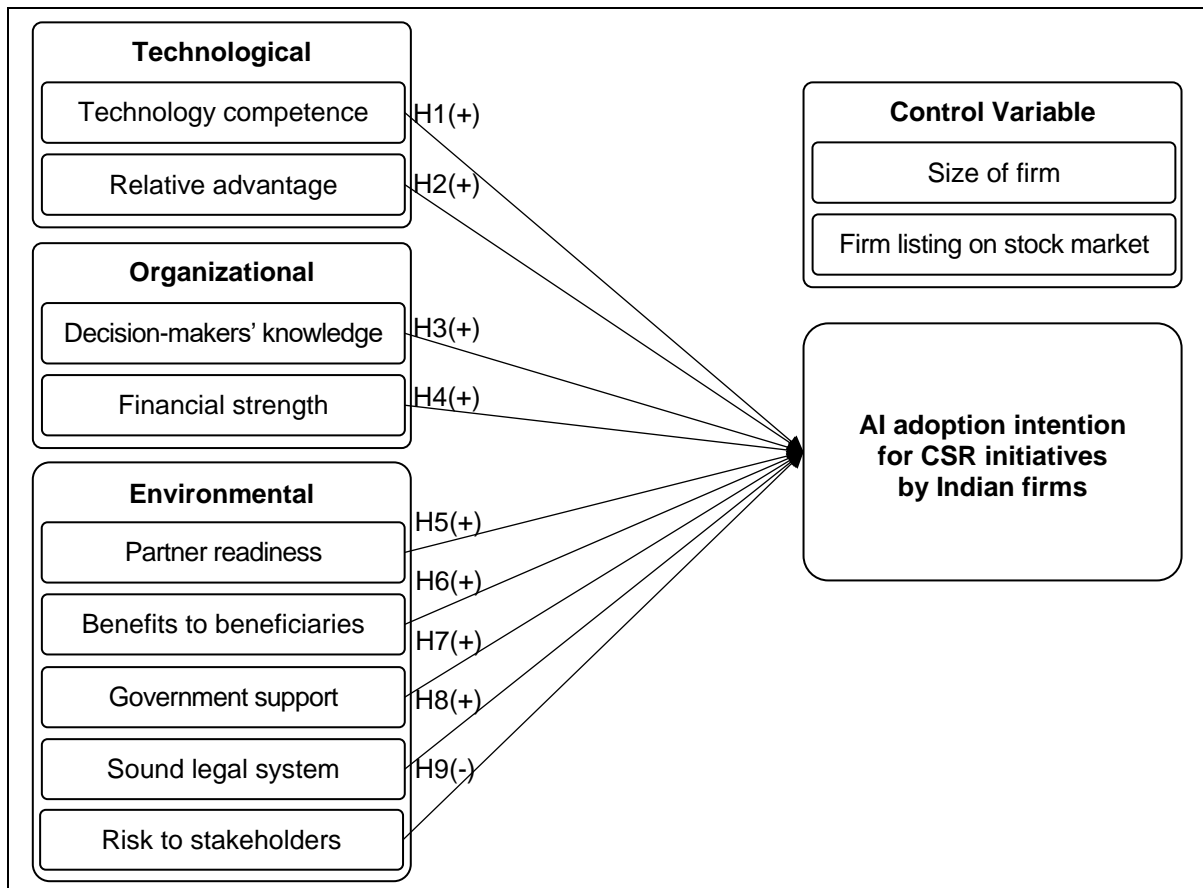 Technological
Technology competence
H1(+)
Relative advantage
H2(+)
Organizational
Decision-makers’ knowledge
H3(+)
Financial strength
H4(+)
Environmental
Partner readiness
H5(+)
Benefits to beneficiaries
H6(+)
Government support
H7(+)
Sound legal system
H8(+)
Risk to stakeholders
H9(-)
Control Variable
Size of firm
Firm listing on stock market
AI adoption intention
for CSR initiatives
by Indian firms